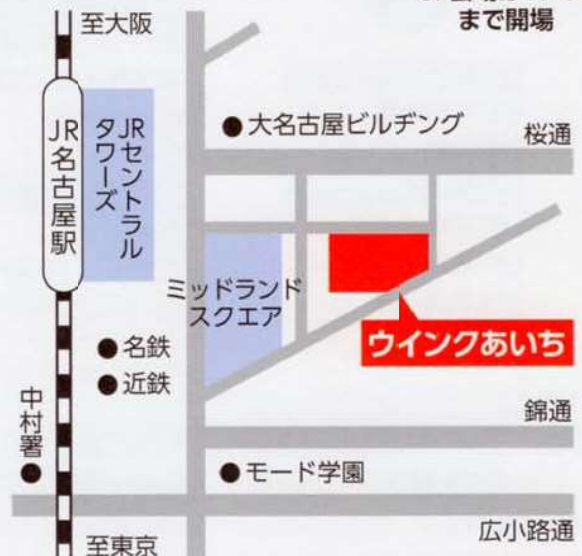 まで開場
至大阪
JR名古屋駅
JRセントラル
タワーズ
大名古屋ビルヂング
桜通
ミッドランド
スクエア
ウインクあいち
名鉄
近鉄
錦通
中村署
モード学園
広小路通
至東京